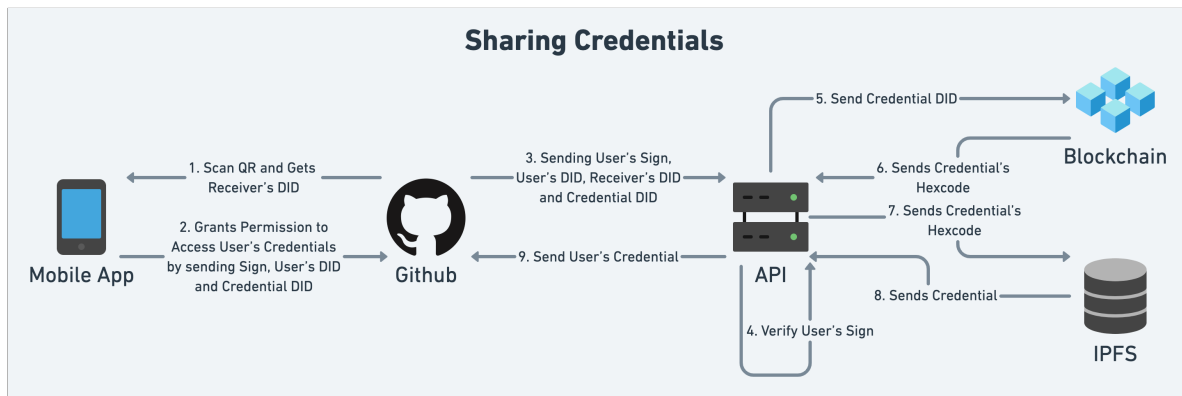 Sharing Credentials
5. Send Credential DID
Blockchain
1. Scan QR and Gets
Receiver's DID
3. Sending User's Sign,
User's DID, Receiver's DID
and Credential DID
6. Sends Credential's
Hexcode
7. Sends Credential's
Hexcode
2. Grants Permission to
Access User's Credentials
by sending Sign, User's DID
and Credential DID
Mobile App
Github
9. Send User's Credential
API
8. Sends Credential
4. Verify User's Sign
IPFS